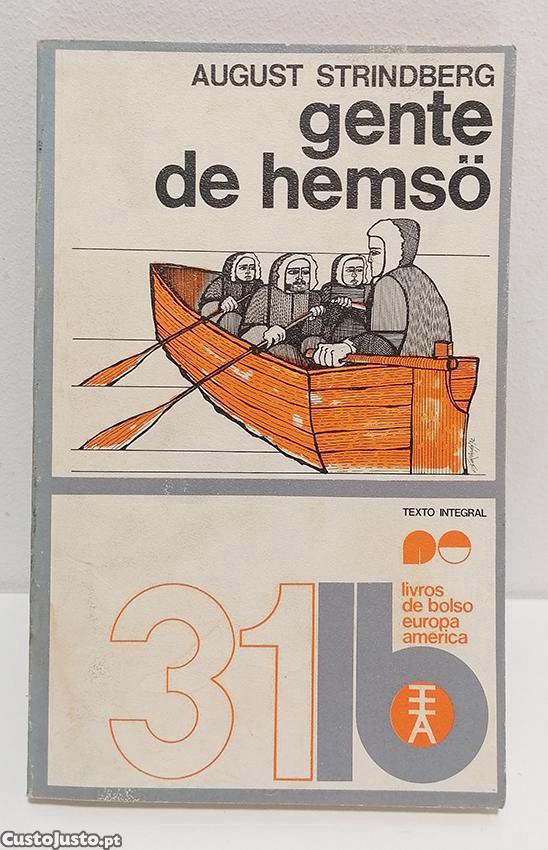 AUGUST STRINDBERG
gente
de hemsö
TEXTO INTEGRAL
31 lb
livros
de bolso
europa
america
CustoJusto.pt